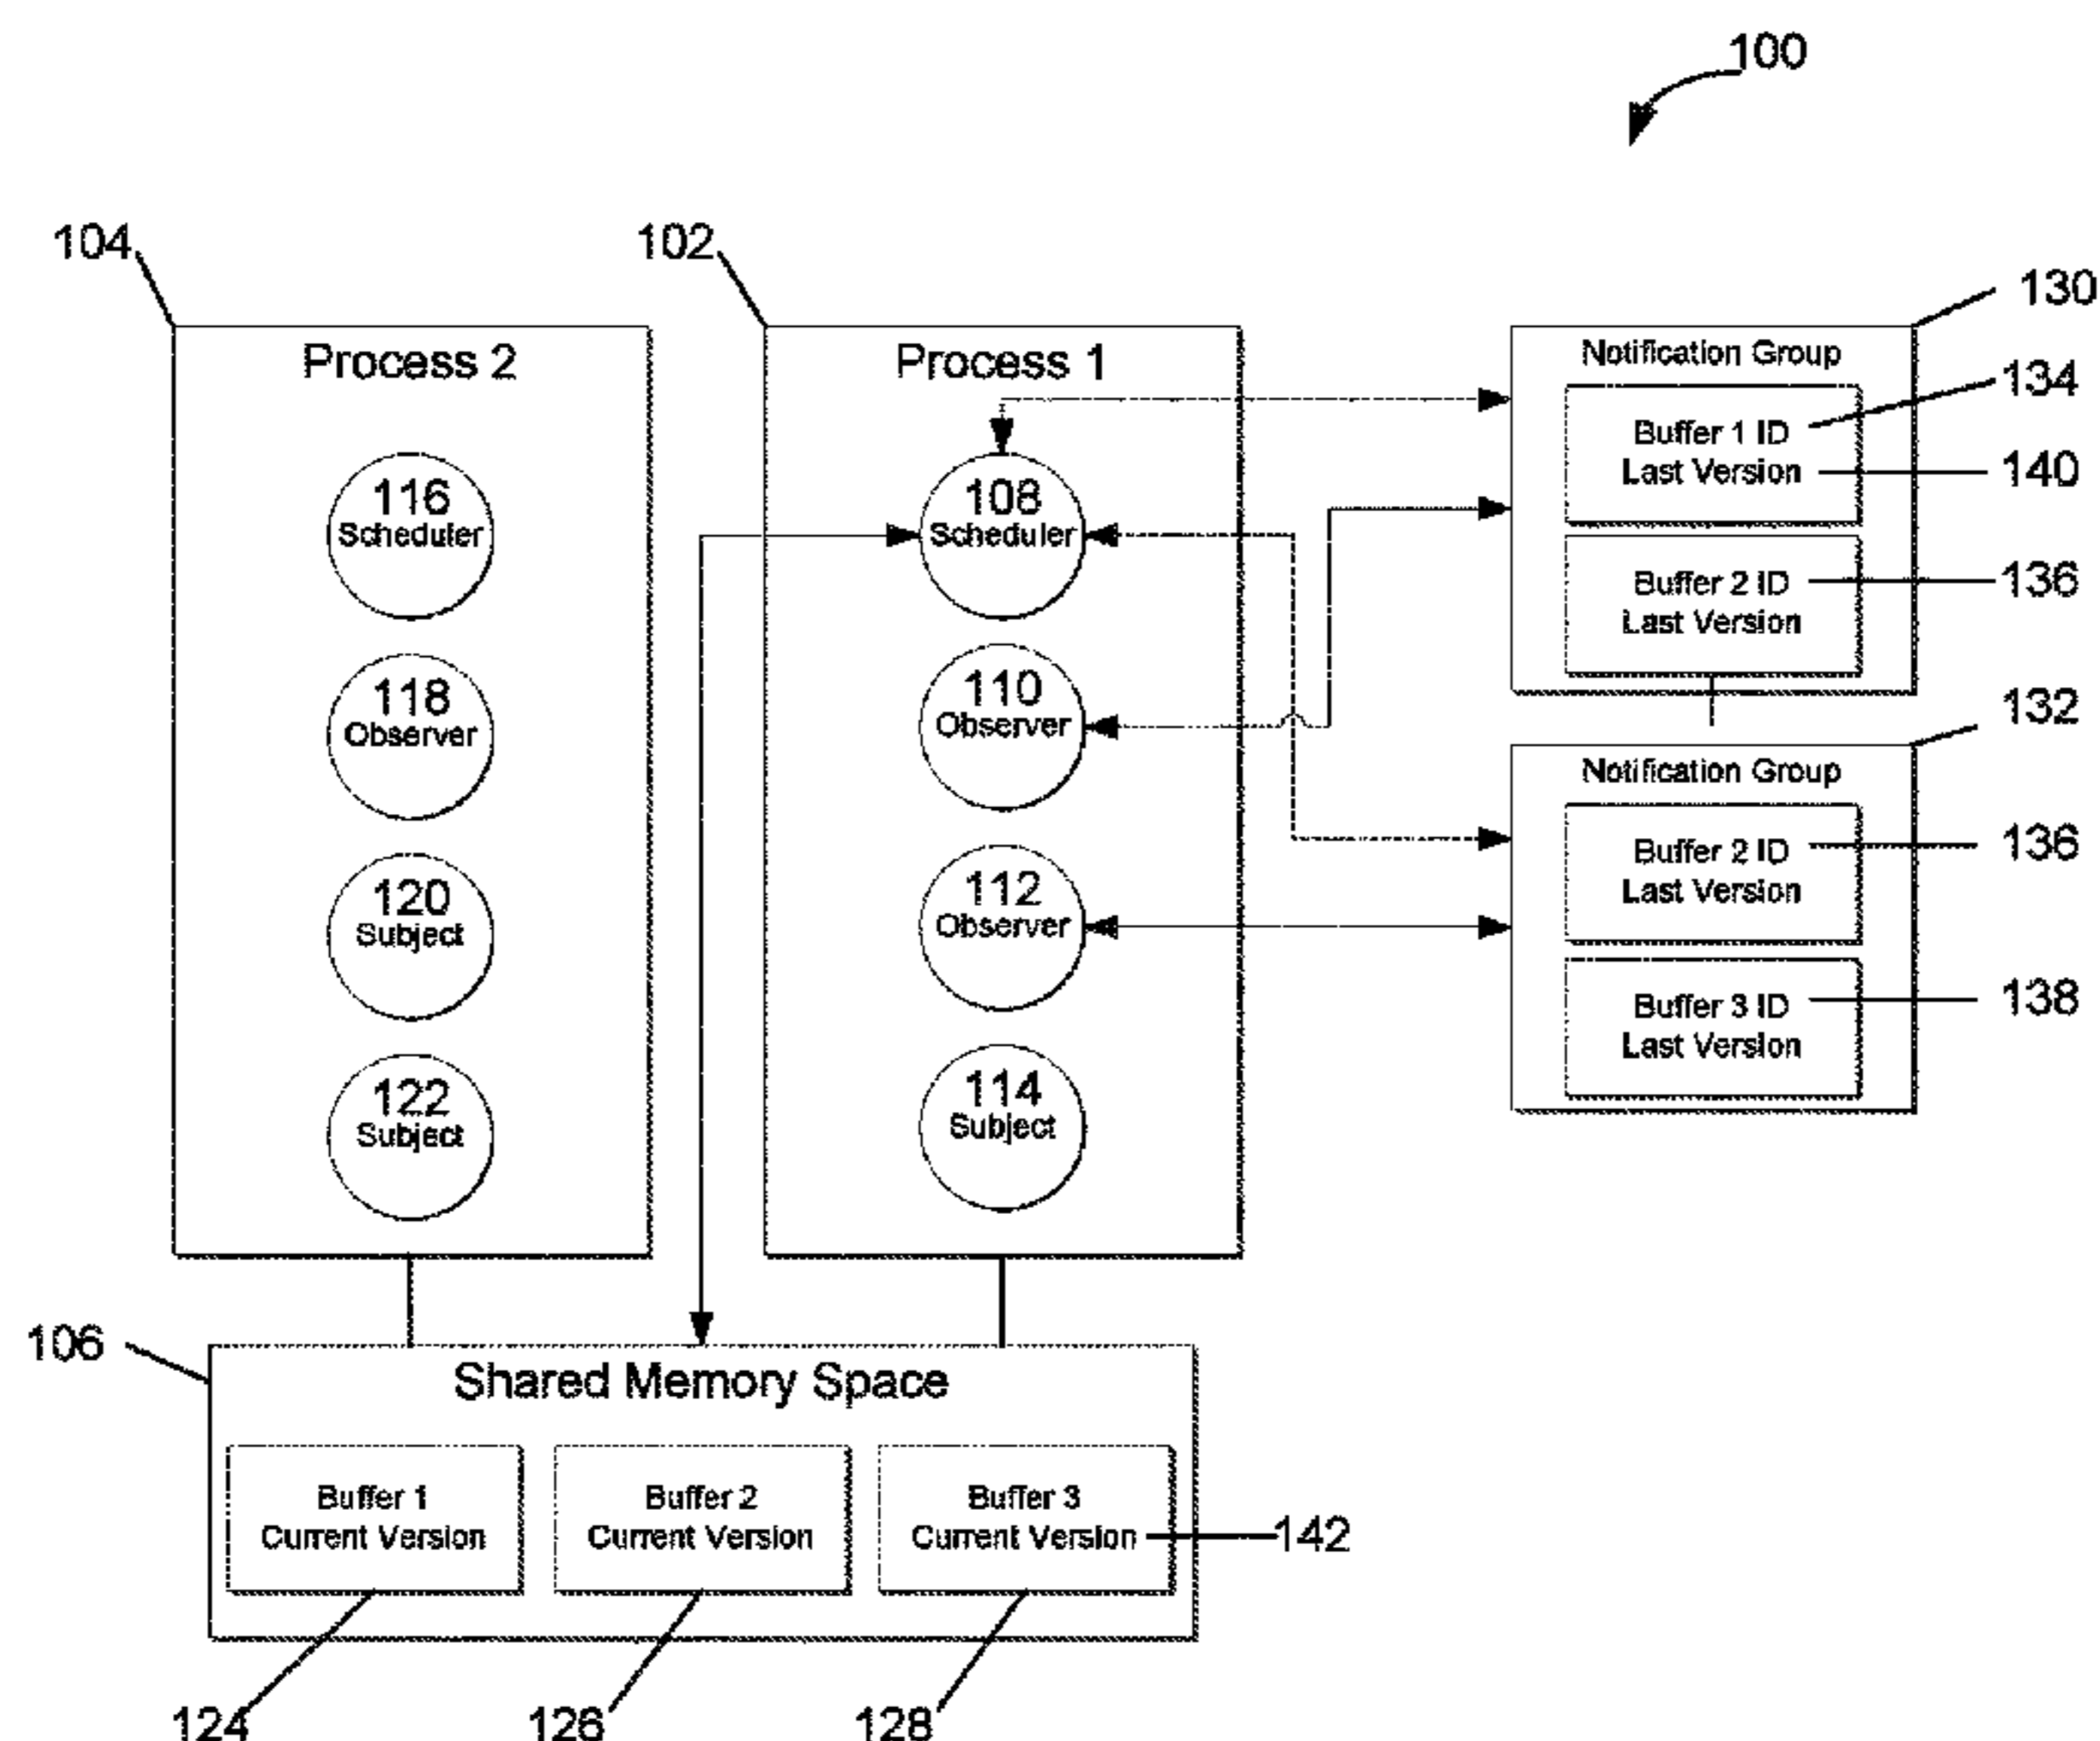 100
104
102
130
Process 2
Process 1
Notification Group
134
Buffer 1 ID
Last Version
140
116
Scheduler
108
Scheduler
Buffer 2 ID
136
Last Version
118
Observer
110
Observer
132
Notification Group
Buffer 2 ID
136
Last Version
120
Subject
112
Observer
Buffer 3 ID
138
Last Version
122
Subject
114
Subject
106
Shared Memory Space
Buffer 1
Current Version
Buffer 2
Current Version
Buffer 3
Current Version
142
124
126
128